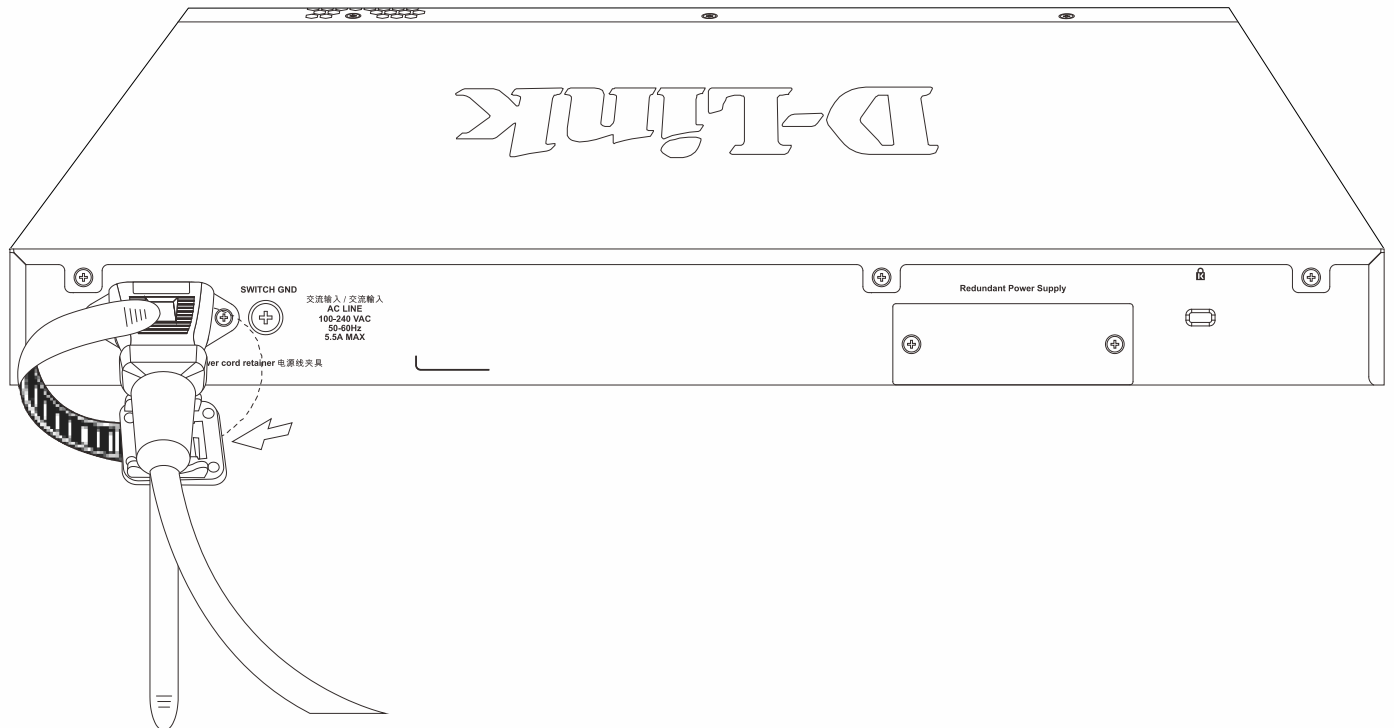 D-Link
SWITCH GND
交流输入 / 交流輸入
AC LINE
100-240 VAC
50-60Hz
5.5A MAX
Redundant Power Supply
K
wer cord retainer 电源线夹具